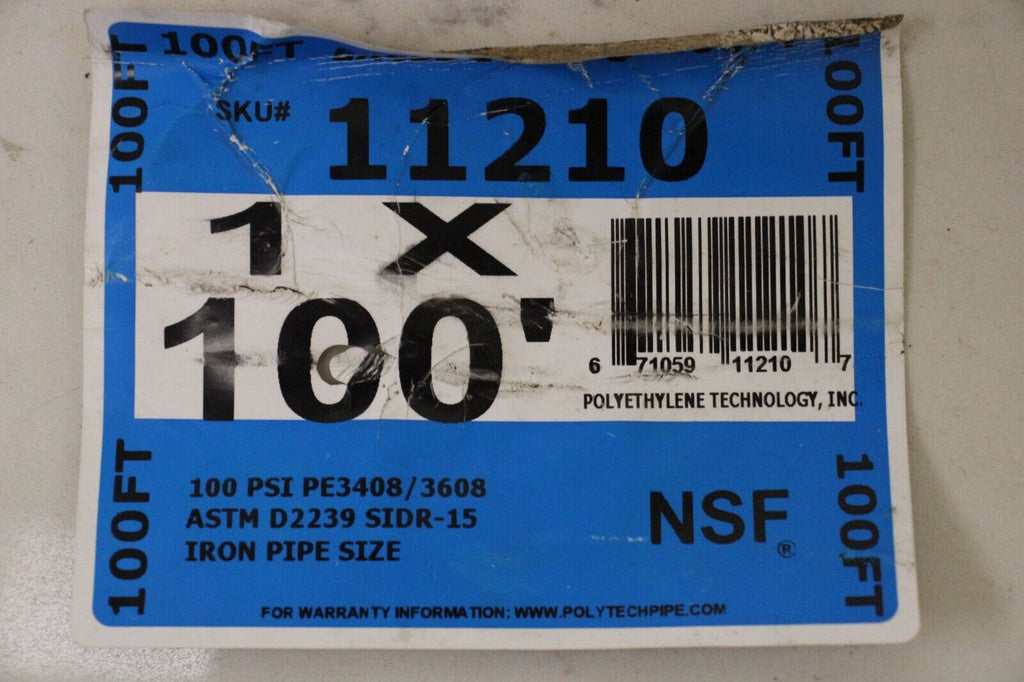 100FT
100FT
100FT
SKU# 11210
1 X
100'
6 71059 11210 7
POLYETHYLENE TECHNOLOGY, INC.
100FT
100FT
100 PSI PE3408/3608
ASTM D2239 SIDR-15
IRON PIPE SIZE
NSF®
FOR WARRANTY INFORMATION: WWW.POLYTECHPIPE.COM